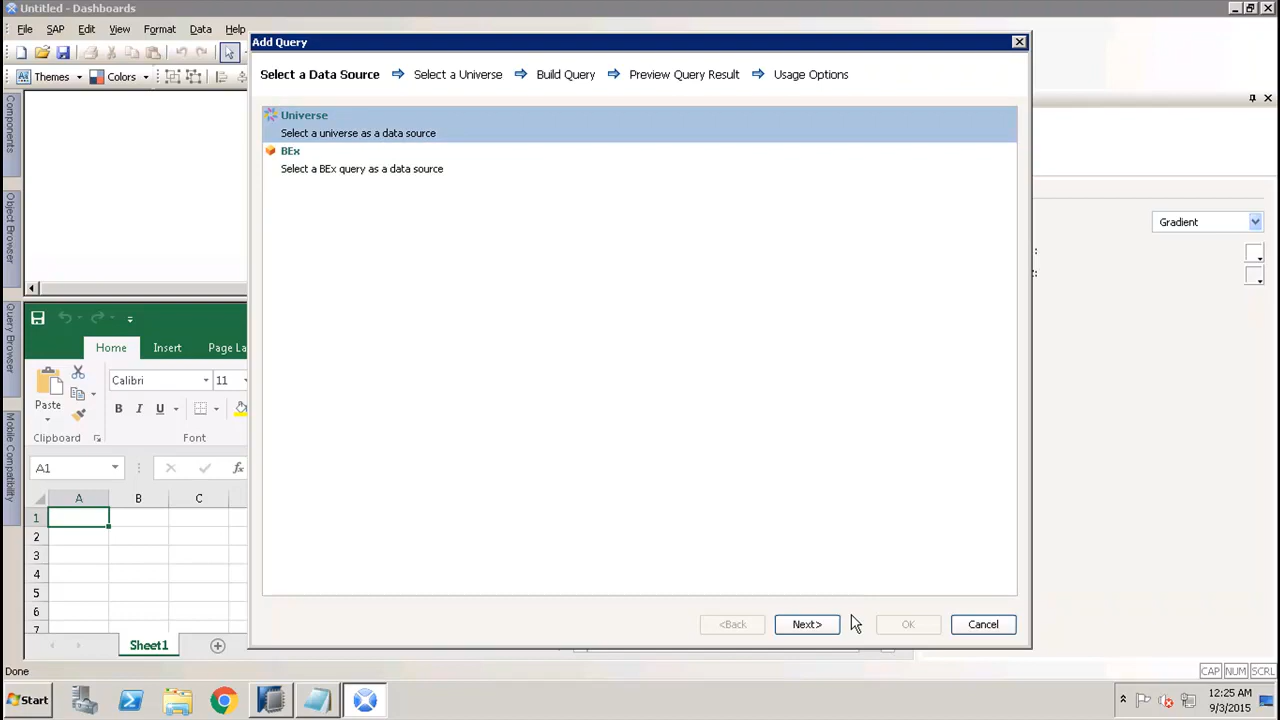 Untitled - Dashboards
File SAP Edit View Format Data Help
Themes Colors
Add Query
Select a Data Source Select a Universe Build Query Preview Query Result Usage Options
Universe
Select a universe as a data source
BEx
Select a BEx query as a data source
Gradient
Components
Object Browser
Query Browser
Mobile Compatibility
Home Insert Page La
Calibri 11
Paste B I U
Clipboard Font
A1 fx
A B C
1
2
3
4
5
6
7
Sheet1
<Back Next> OK Cancel
Done CAP NUM SCRL
Start 12:25 AM
9/3/2015